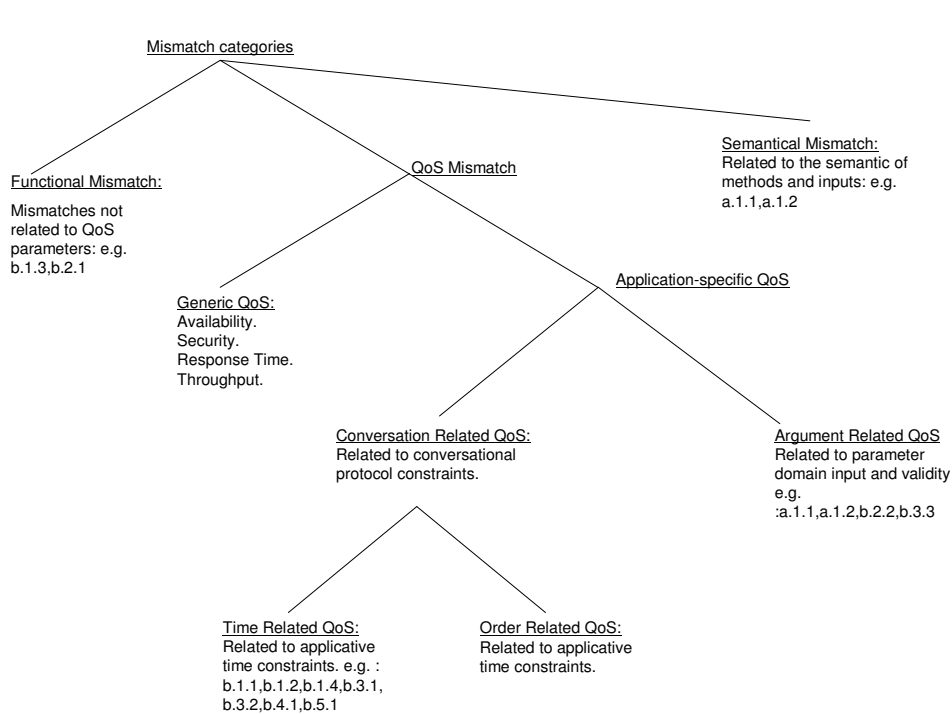 Mismatch categories
Semantical Mismatch:
Related to the semantic of
methods and inputs: e.g.
a.1.1,a.1.2
QoS Mismatch
Functional Mismatch:
Mismatches not
related to QoS
parameters: e.g.
b.1.3,b.2.1
Application-specific QoS
Generic QoS:
Availability.
Security.
Response Time.
Throughput.
Conversation Related QoS:
Related to conversational
protocol constraints.
Argument Related QoS
Related to parameter
domain input and validity
e.g.
:a.1.1,a.1.2,b.2.2,b.3.3
Time Related QoS:
Related to applicative
time constraints. e.g. :
b.1.1,b.1.2,b.1.4,b.3.1,
b.3.2,b.4.1,b.5.1
Order Related QoS:
Related to applicative
time constraints.